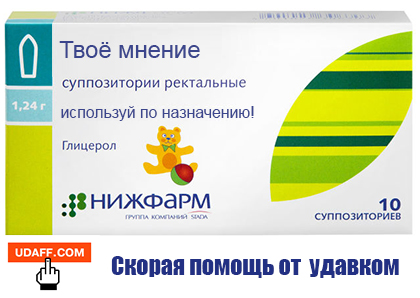 Твоё мнение
суппозитории ректальные
1,24 г
используй по назначению!
Глицерол
НИЖФАРМ
ГРУППА КОМПАНИЙ STADA
10
СУППОЗИТОРИЕВ
UDAFF.COM
Скорая помощь от удавком